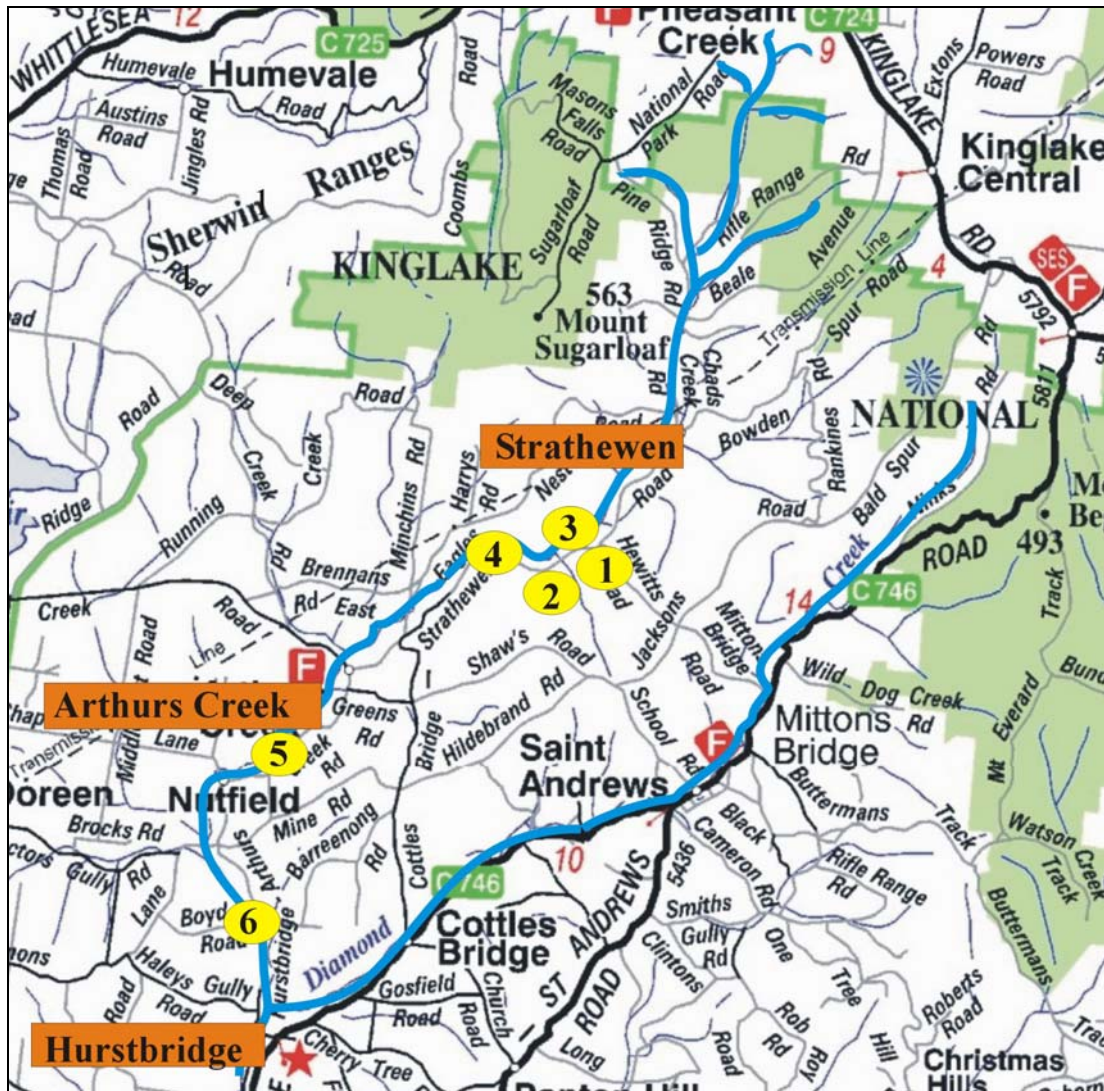 12
WHITTLESEA
C 725
Humevale
Humevale
Road
Road
Austins
Road
Jingles Rd
Thomas
Road
Pheasant
Creek
F
C 724
9
KINGLAKE
Extons
Powers
Road
Kinglake
Central
Masons
Falls
Road
National
Park
Road
Coombs
Sherwin
Ranges
Road
Sugarloaf
Road
Pine
Ridge
Rd
Rifle Range
Rd
KINGLAKE
563
Mount
Sugarloaf
Beale
Avenue
Transmission Line
Spur Road
4
RD
SES
F
5792
5811
Rd
Rd
Deep
Creek
Rd
Road
Road
Ridge
Running
Creek
Minchins Rd
Harrys
Rd
Strathewen
Road
Nest
Road
Rd
Chads
Creek
Rd
Bowden
Road
Rankines
NATIONAL
Bald Spur
Ninks
ROAD
493
Track
3
4
1
2
Eagles
Strathewen
Hewitts
Road
Brennans
Rd
East
Creek
Road
Line
F
Shaw's
Road
Jacksons
Mittons
Bridge
Road
Creek
14
C746
Wild Dog Creek
Rd
Mittons
Bridge
Everard
Mt
Arthurs Creek
Greens
Rd
Lane
Transmission
5
Creek
Rd
Bridge
Hildebrand Rd
School
Rd
F
Saint
Andrews
Doreen
Nutfield
Brocks Rd
Mine Rd
Barreenong
Rd
Arthurs
Cottles
C 746
10
Buttermans
Track
Black
Cameron Rd
Rifle Range
Rd
Watson
Creek
Track
Gully
Rd
Lane
Boyd
Road
6
Hurstbridge
Cottles
Bridge
Diamond
5436
ST ANDREWS
ROAD
Smiths
Gully
Rd
Clintons
Road
One
Tree
Hill
Buttermans
Haleys
Gully
Road
Road
Gosfield
Road
Church
Long
Rob
Roy
Rd
Roberts
Road
Hurstbridge
Cherry Tree
Christmas
Hills